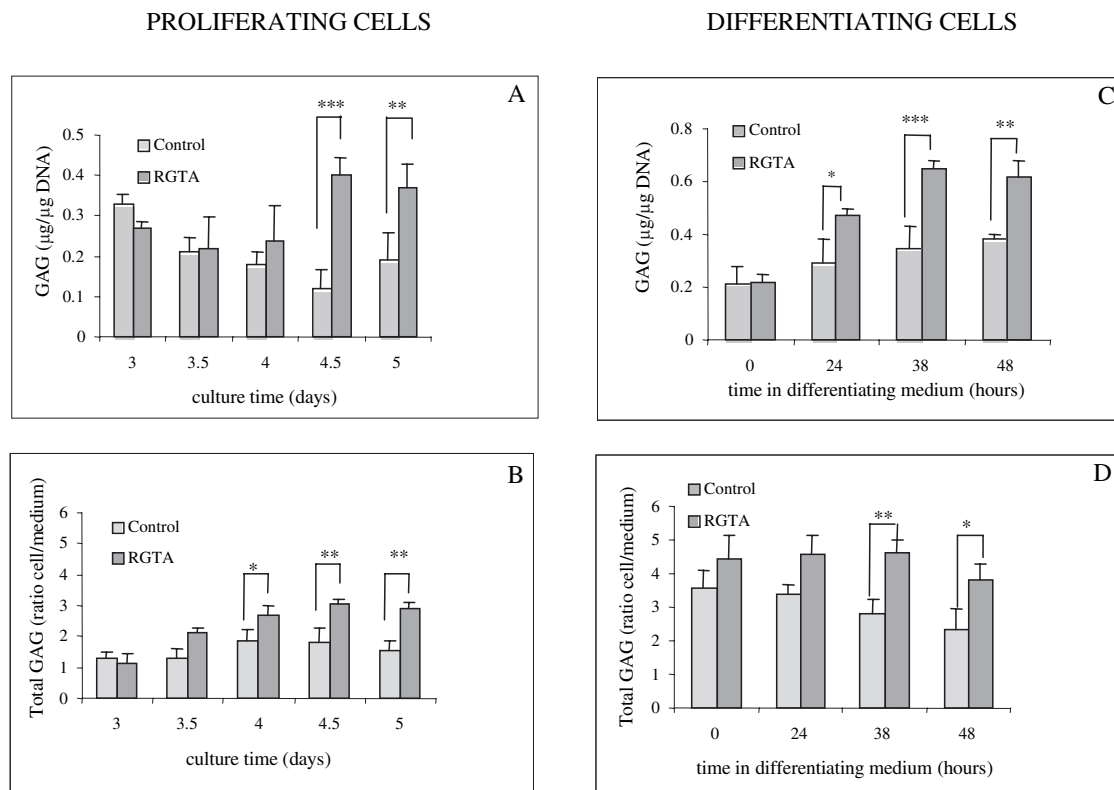 PROLIFERATING CELLS
DIFFERENTIATING CELLS
A
GAG (µg/µg DNA)
0.5
0.4
0.3
0.2
0.1
0
Control
RGTA
***
**
3 3.5 4 4.5 5
culture time (days)
C
GAG (µg/µg DNA)
0.8
0.6
0.4
0.2
0
Control
RGTA
*
***
**
0 24 38 48
time in differentiating medium (hours)
B
Total GAG (ratio cell/medium)
6
5
4
3
2
1
0
Control
RGTA
*
**
**
3 3.5 4 4.5 5
culture time (days)
D
Total GAG (ratio cell/medium)
6
5
4
3
2
1
0
Control
RGTA
**
*
0 24 38 48
time in differentiating medium (hours)